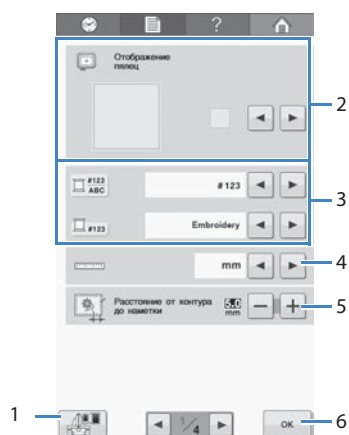 ?
Отображение
пялец
2
#123
ABC
#123
3
#123
Embroidery
mm
4
Расстояние от контура
до наметки
5.0
mm
5
1
1/4
OK
6